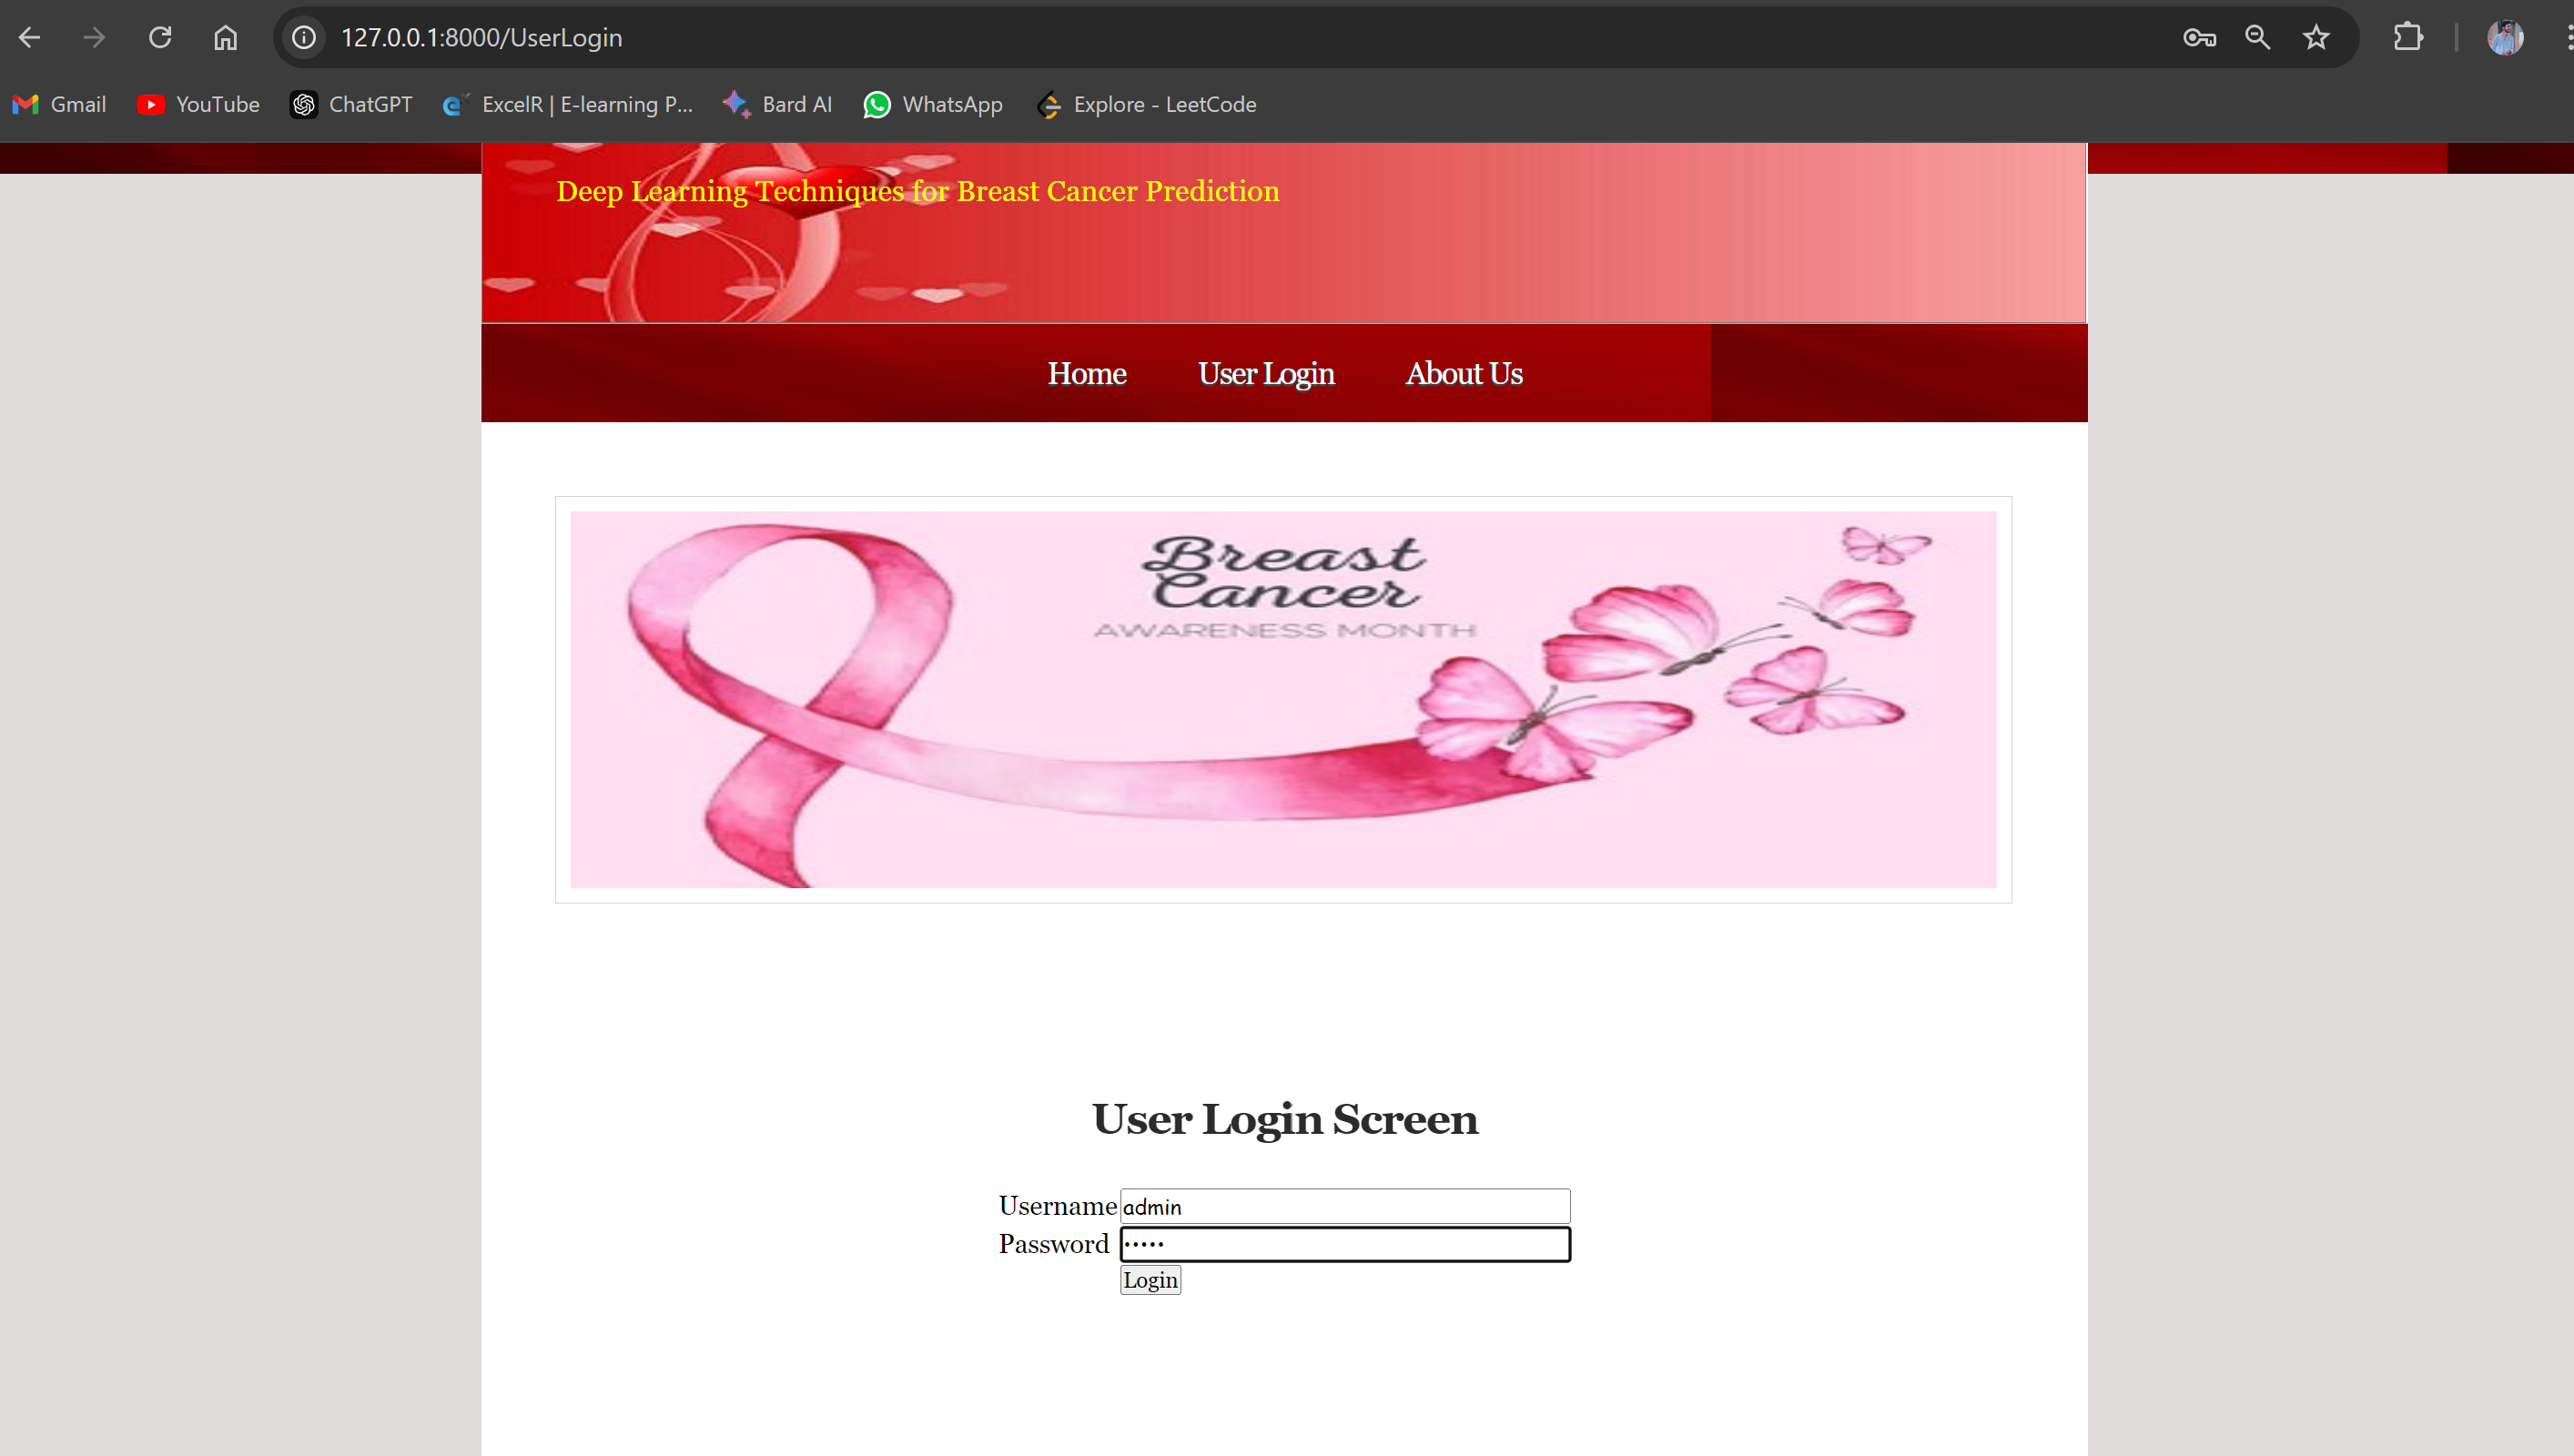 127.0.0.1:8000/UserLogin
Gmail YouTube ChatGPT ExcelR | E-learning P... Bard AI WhatsApp Explore - LeetCode
Deep Learning Techniques for Breast Cancer Prediction
Home User Login About Us
Breast
Cancer
AWARENESS MONTH
User Login Screen
Username admin
Password •••••
Login